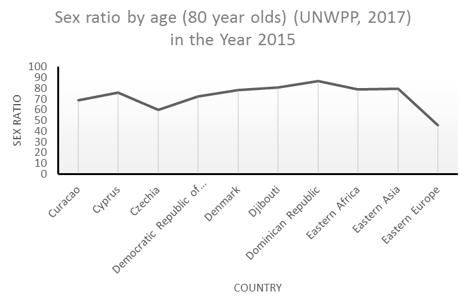 Sex ratio by age (80 year olds) (UNWPP, 2017)
in the Year 2015
SEX RATIO
100
90
80
70
60
50
40
30
20
10
0
Curacao
Cyprus
Czechia
Democratic Republic of...
Denmark
Djibouti
Dominican Republic
Eastern Africa
Eastern Asia
Eastern Europe
COUNTRY